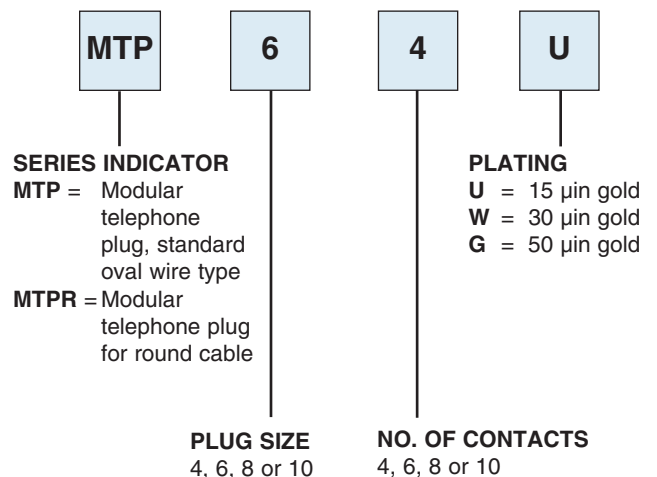 MTP 6 4 U
SERIES INDICATOR
MTP = Modular
telephone
plug, standard
oval wire type
MTPR = Modular
telephone plug
for round cable
PLATING
U = 15 µin gold
W = 30 µin gold
G = 50 µin gold
PLUG SIZE
4, 6, 8 or 10
NO. OF CONTACTS
4, 6, 8 or 10